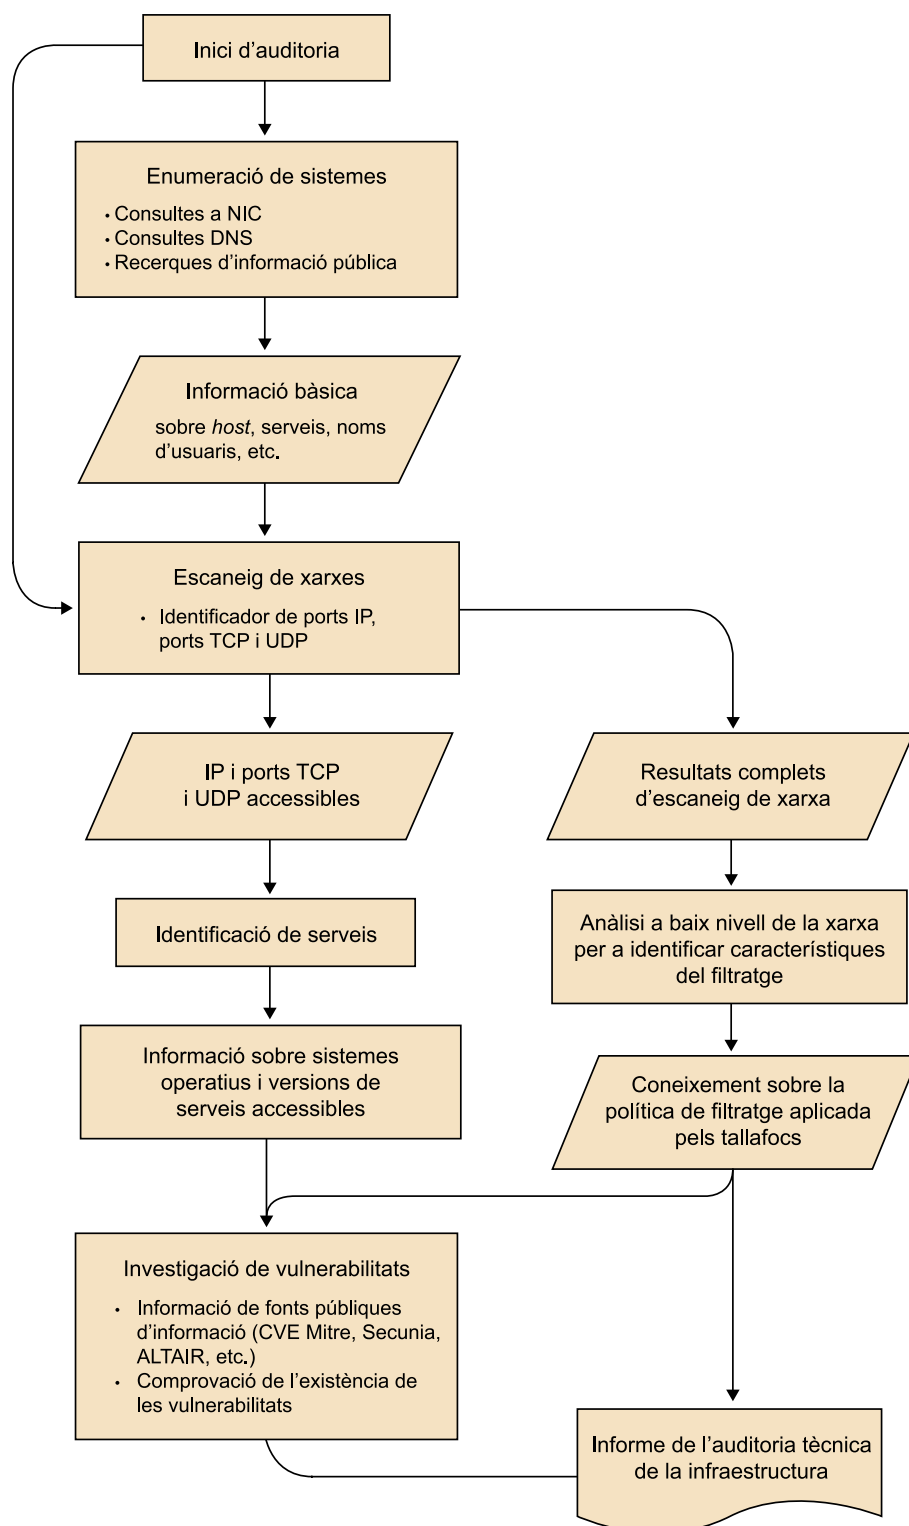 Inici d’auditoria
Enumeració de sistemes
• Consultes a NIC
• Consultes DNS
• Recerques d’informació pública
Informació bàsica
sobre host, serveis, noms
d’usuaris, etc.
Escaneig de xarxes
• Identificador de ports IP,
ports TCP i UDP
IP i ports TCP
i UDP accessibles
Resultats complets
d’escaneig de xarxa
Identificació de serveis
Anàlisi a baix nivell de la xarxa
per a identificar característiques
del filtratge
Informació sobre sistemes
operatius i versions de
serveis accessibles
Coneixement sobre la
política de filtratge aplicada
pels tallafocs
Investigació de vulnerabilitats
• Informació de fonts públiques
d’informació (CVE Mitre, Secunia,
ALTAIR, etc.)
• Comprovació de l’existència de
les vulnerabilitats
Informe de l’auditoria tècnica
de la infraestructura